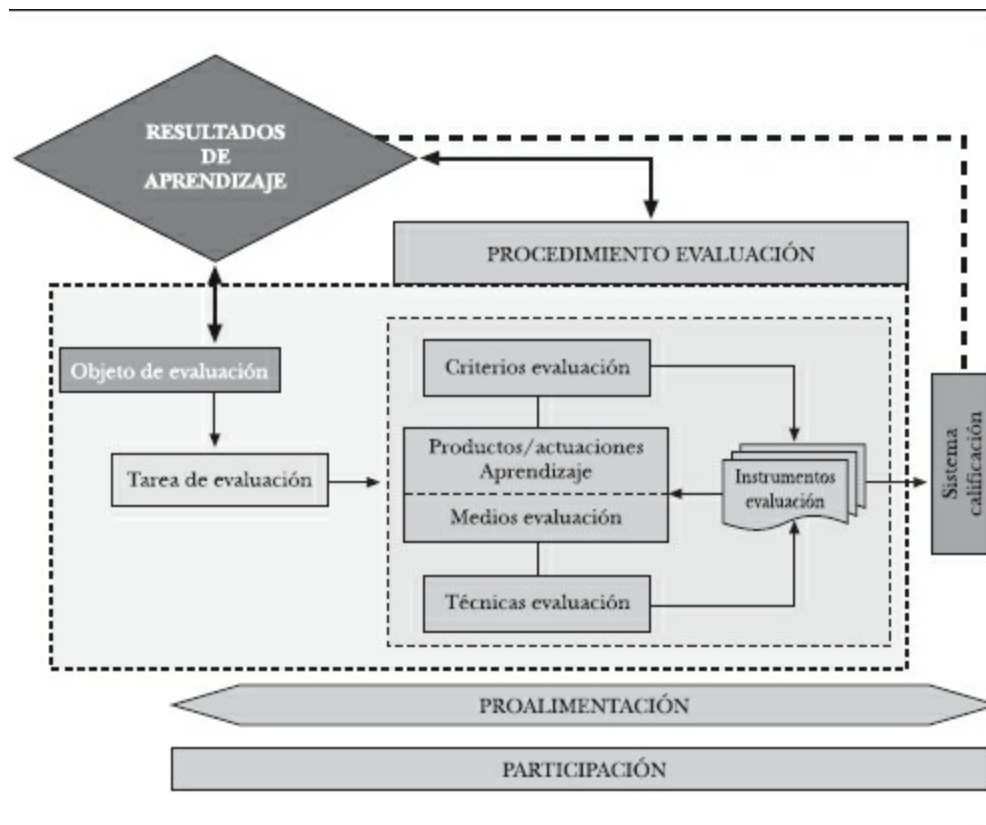 RESULTADOS
DE
APRENDIZAJE
PROCEDIMIENTO EVALUACIÓN
Objeto de evaluación
Tarea de evaluación
Criterios evaluación
Productos/actuaciones
Aprendizaje
Medios evaluación
Técnicas evaluación
Instrumentos
evaluación
Sistema
calificación
PROALIMENTACIÓN
PARTICIPACIÓN